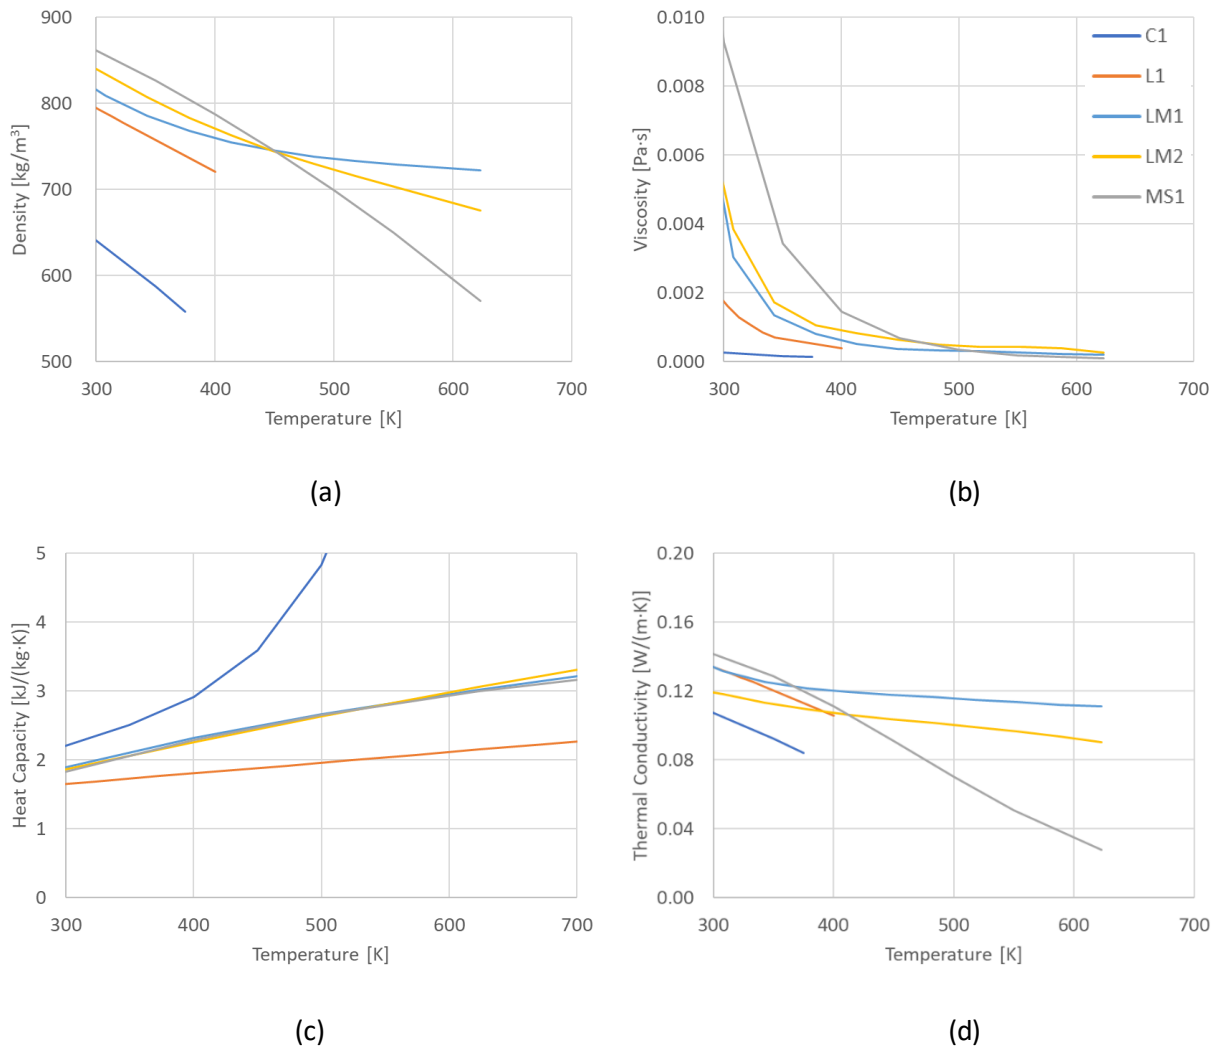 900
800
700
600
500
Density [kg/m³]
300 400 500 600 700
Temperature [K]
(a)
0.010
0.008
0.006
0.004
0.002
0.000
Viscosity [Pa·s]
300 400 500 600 700
Temperature [K]
C1
L1
LM1
LM2
MS1
(b)
5
4
3
2
1
0
Heat Capacity [kJ/(kg·K)]
300 400 500 600 700
Temperature [K]
(c)
0.20
0.16
0.12
0.08
0.04
0.00
Thermal Conductivity [W/(m·K)]
300 400 500 600 700
Temperature [K]
(d)